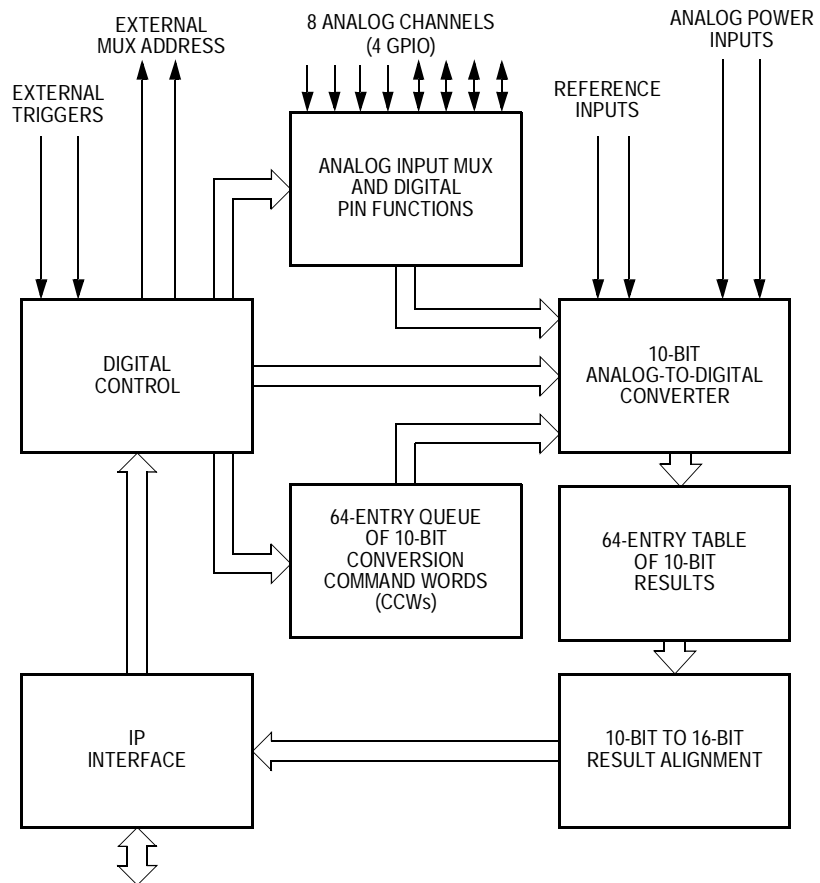 EXTERNAL
MUX ADDRESS
8 ANALOG CHANNELS
(4 GPIO)
ANALOG POWER
INPUTS
EXTERNAL
TRIGGERS
REFERENCE
INPUTS
ANALOG INPUT MUX
AND DIGITAL
PIN FUNCTIONS
DIGITAL
CONTROL
10-BIT
ANALOG-TO-DIGITAL
CONVERTER
64-ENTRY QUEUE
OF 10-BIT
CONVERSION
COMMAND WORDS
(CCWs)
64-ENTRY TABLE
OF 10-BIT
RESULTS
IP
INTERFACE
10-BIT TO 16-BIT
RESULT ALIGNMENT